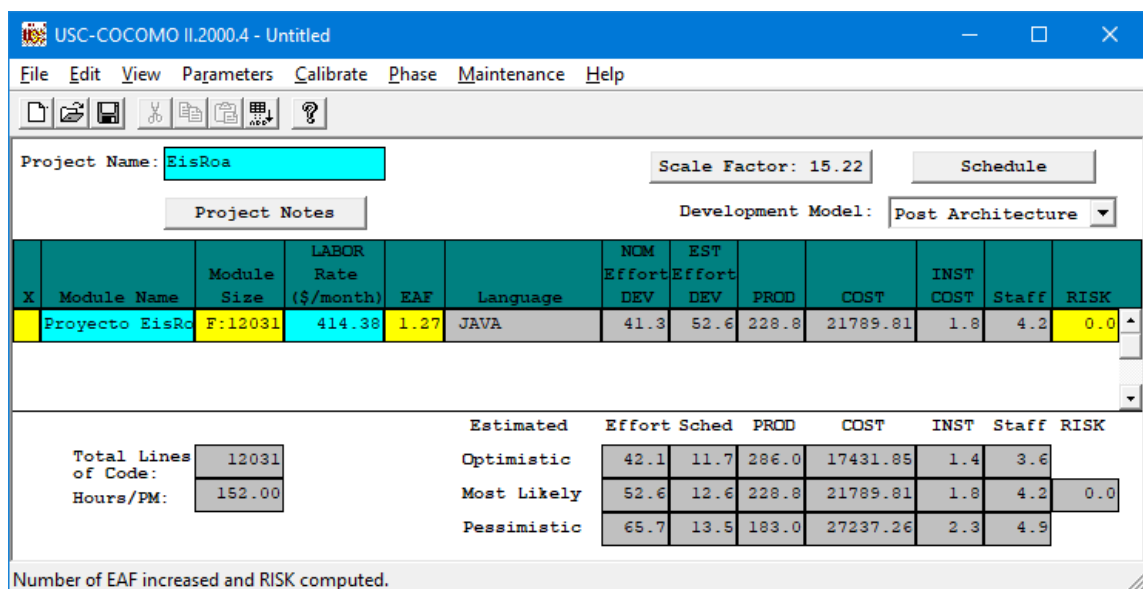 USC-COCOMO II.2000.4 - Untitled
File Edit View Parameters Calibrate Phase Maintenance Help
Project Name: EisRoa
Scale Factor: 15.22
Schedule
Project Notes
Development Model: Post Architecture
X Module Name Module Size LABOR Rate ($/month) EAF Language NOM Effort DEV EST Effort DEV PROD COST INST COST Staff RISK
Proyecto EisRo F:12031 414.38 1.27 JAVA 41.3 52.6 228.8 21789.81 1.8 4.2 0.0
Estimated Effort Sched PROD COST INST Staff RISK
Total Lines of Code: 12031
Optimistic 42.1 11.7 286.0 17431.85 1.4 3.6
Hours/PM: 152.00
Most Likely 52.6 12.6 228.8 21789.81 1.8 4.2 0.0
Pessimistic 65.7 13.5 183.0 27237.26 2.3 4.9
Number of EAF increased and RISK computed.